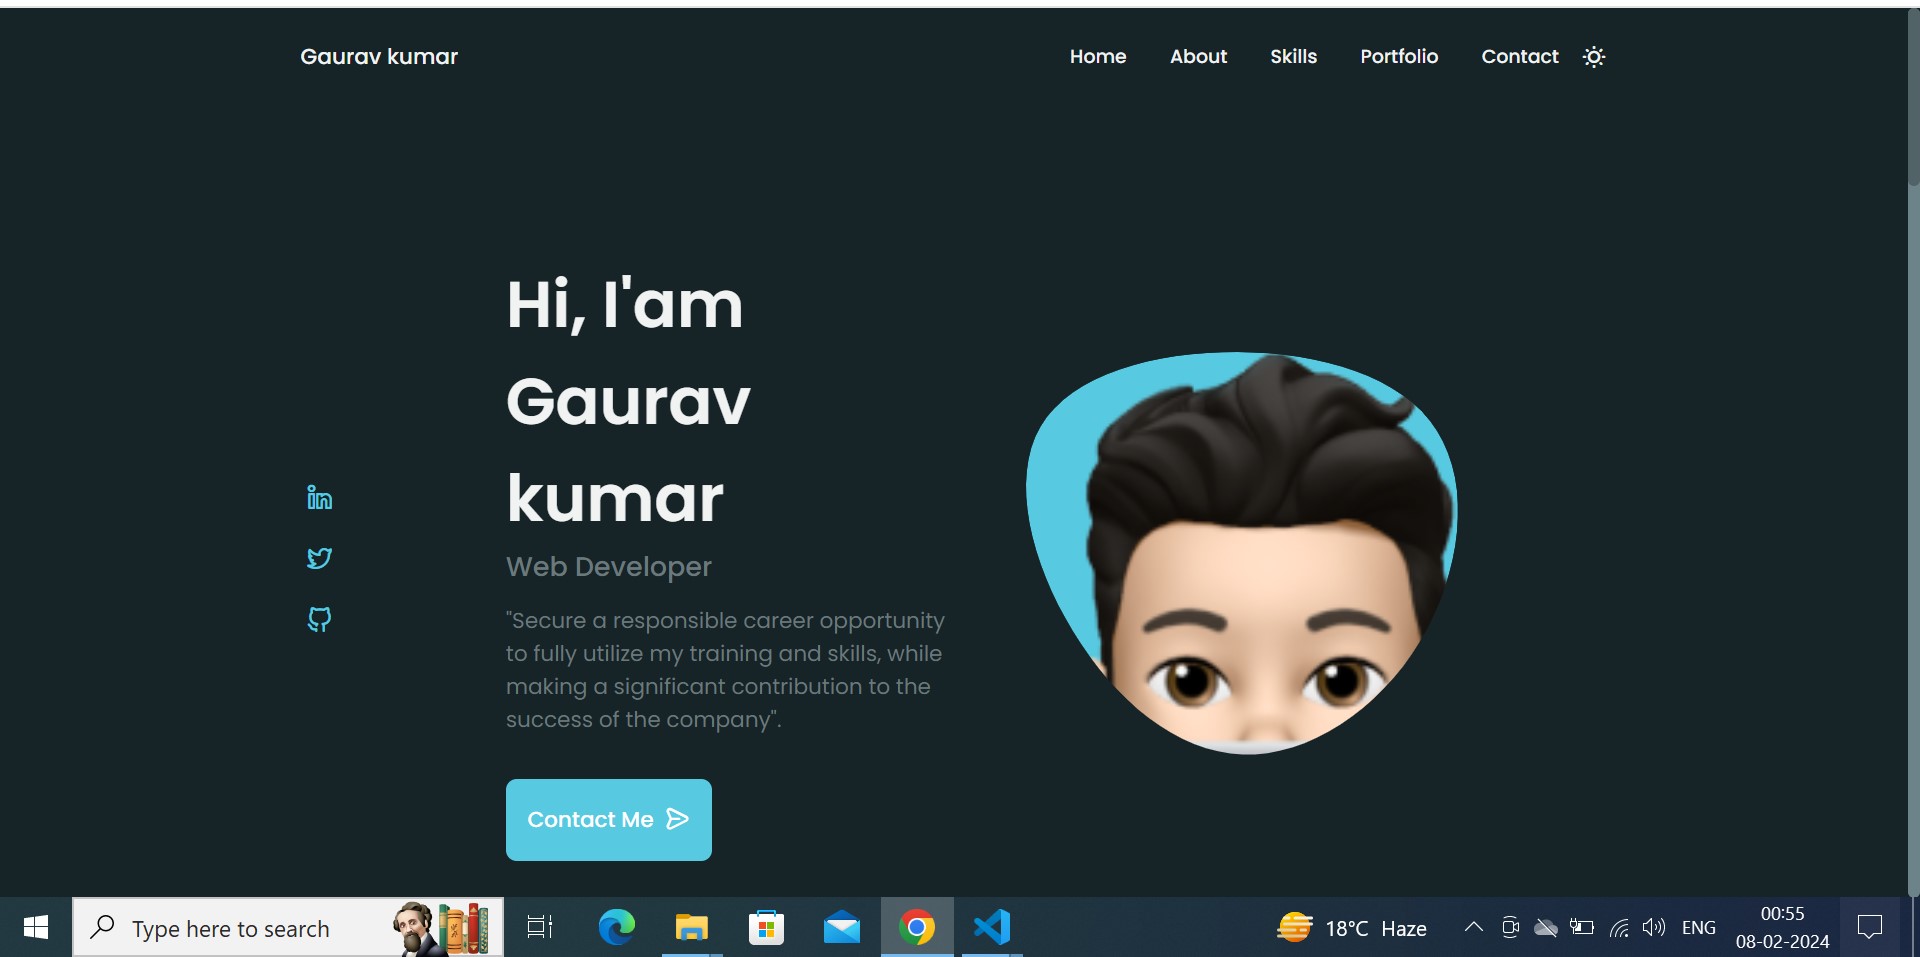 Gaurav kumar
Home About Skills Portfolio Contact
Hi, I'am
Gaurav
kumar
Web Developer
"Secure a responsible career opportunity
to fully utilize my training and skills, while
making a significant contribution to the
success of the company".
Contact Me
Type here to search
18°C Haze
ENG
00:55
08-02-2024